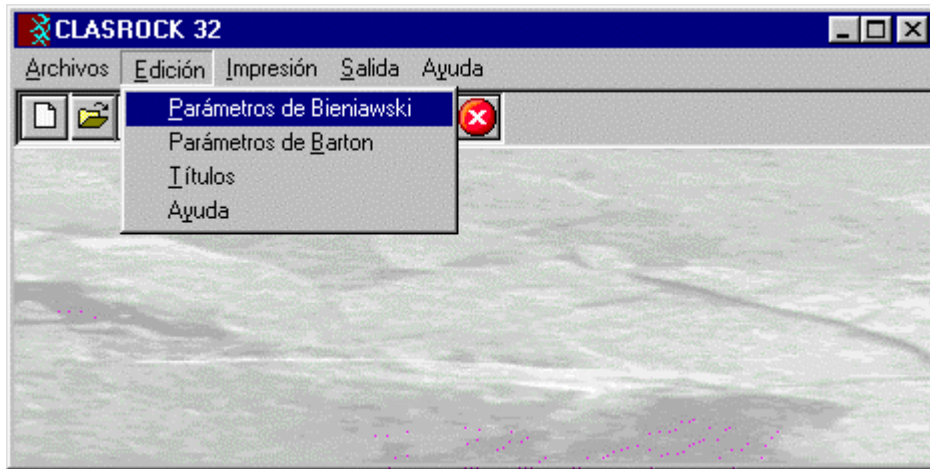 CLASROCK 32
Archivos Edición Impresión Salida Ayuda
Parámetros de Bieniawski
Parámetros de Barton
Títulos
Ayuda